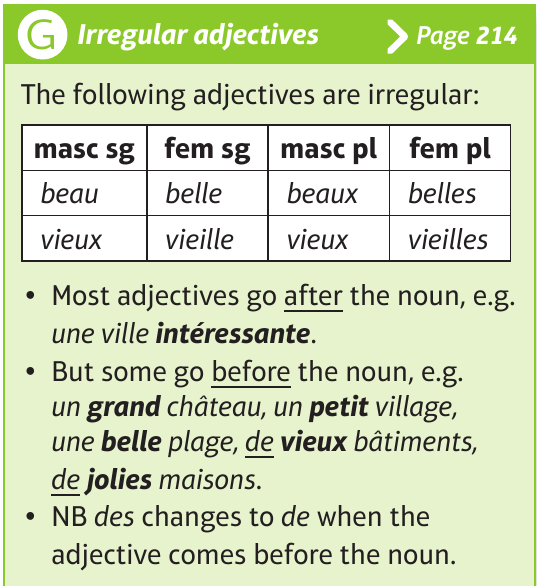 G Irregular adjectives Page 214
The following adjectives are irregular:
masc sg fem sg masc pl fem pl
beau belle beaux belles
vieux vieille vieux vieilles
• Most adjectives go after the noun, e.g.
une ville intéressante.
• But some go before the noun, e.g.
un grand château, un petit village,
une belle plage, de vieux bâtiments,
de jolies maisons.
• NB des changes to de when the
adjective comes before the noun.